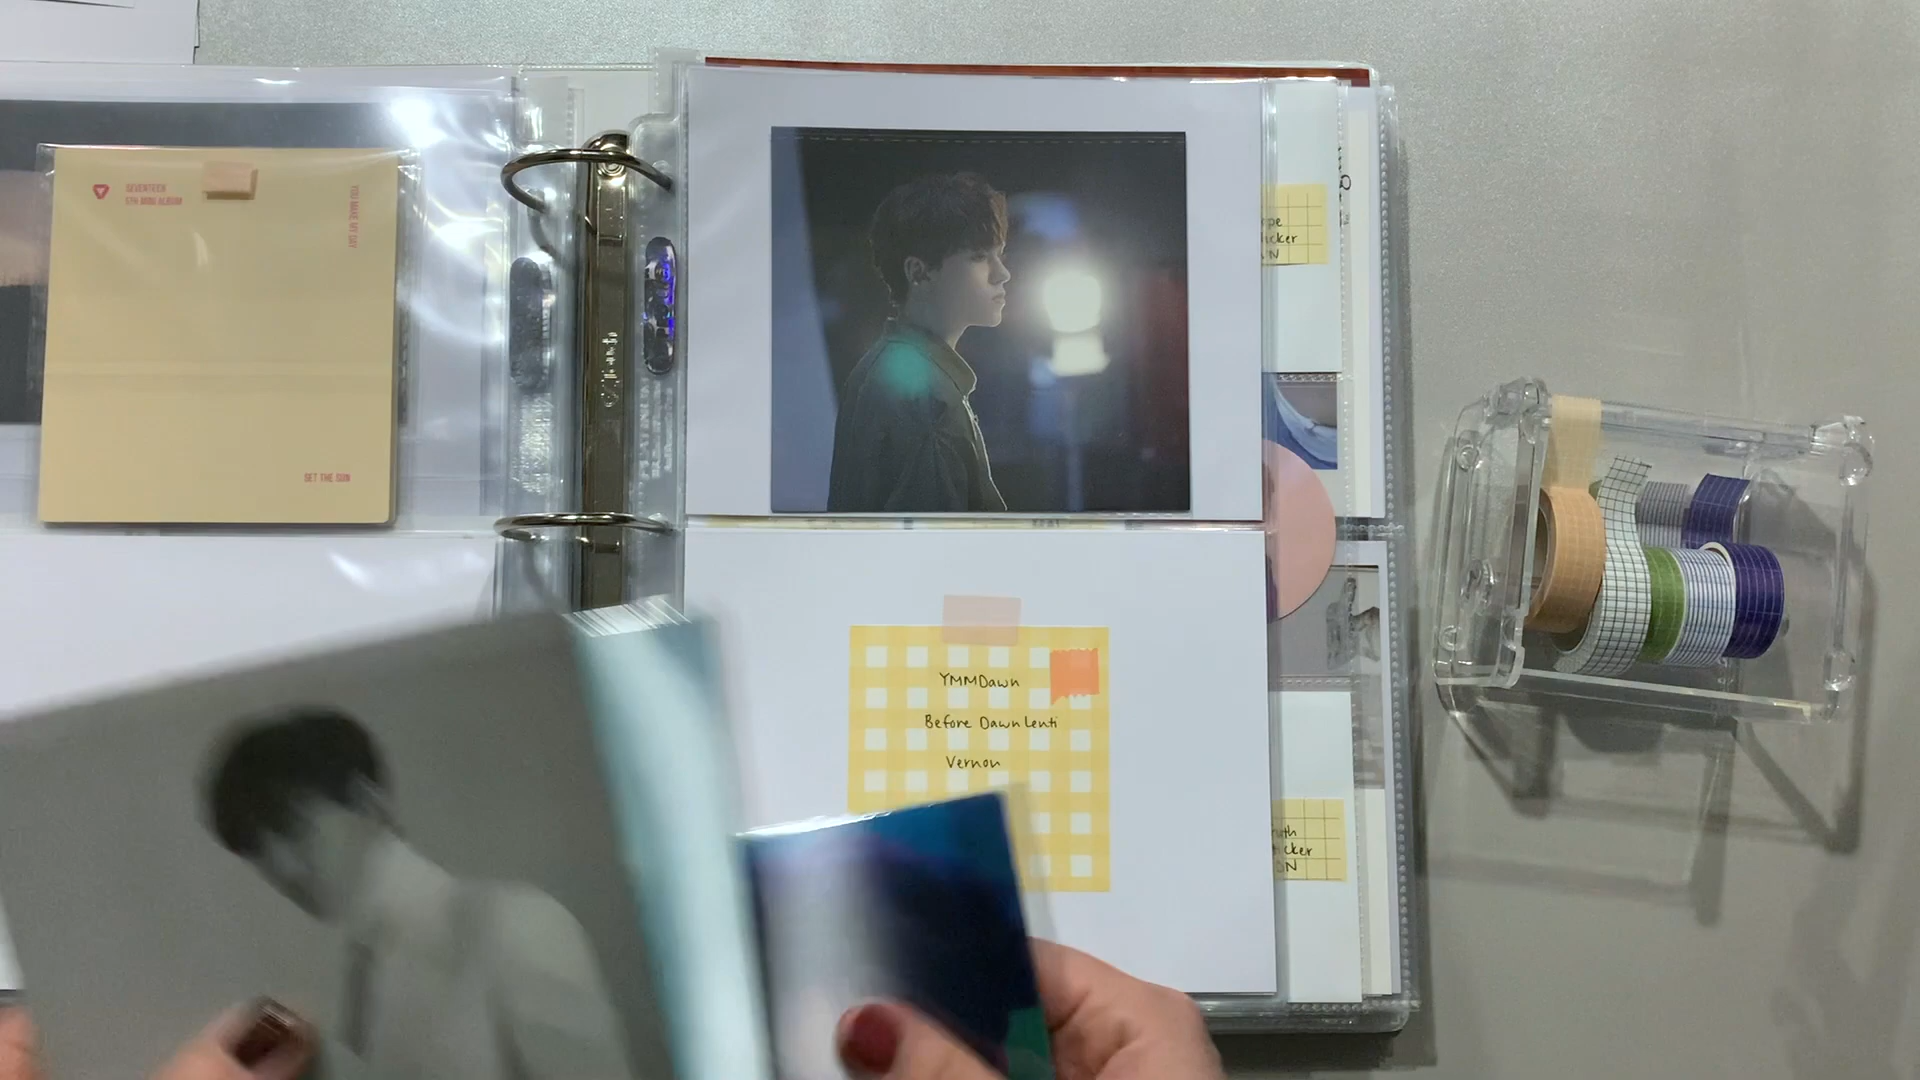 SEVENTEEN
5TH MINI ALBUM
YOU MAKE MY DAY
SET THE SUN
YMMDawn
Before Dawn Lenti
Vernon